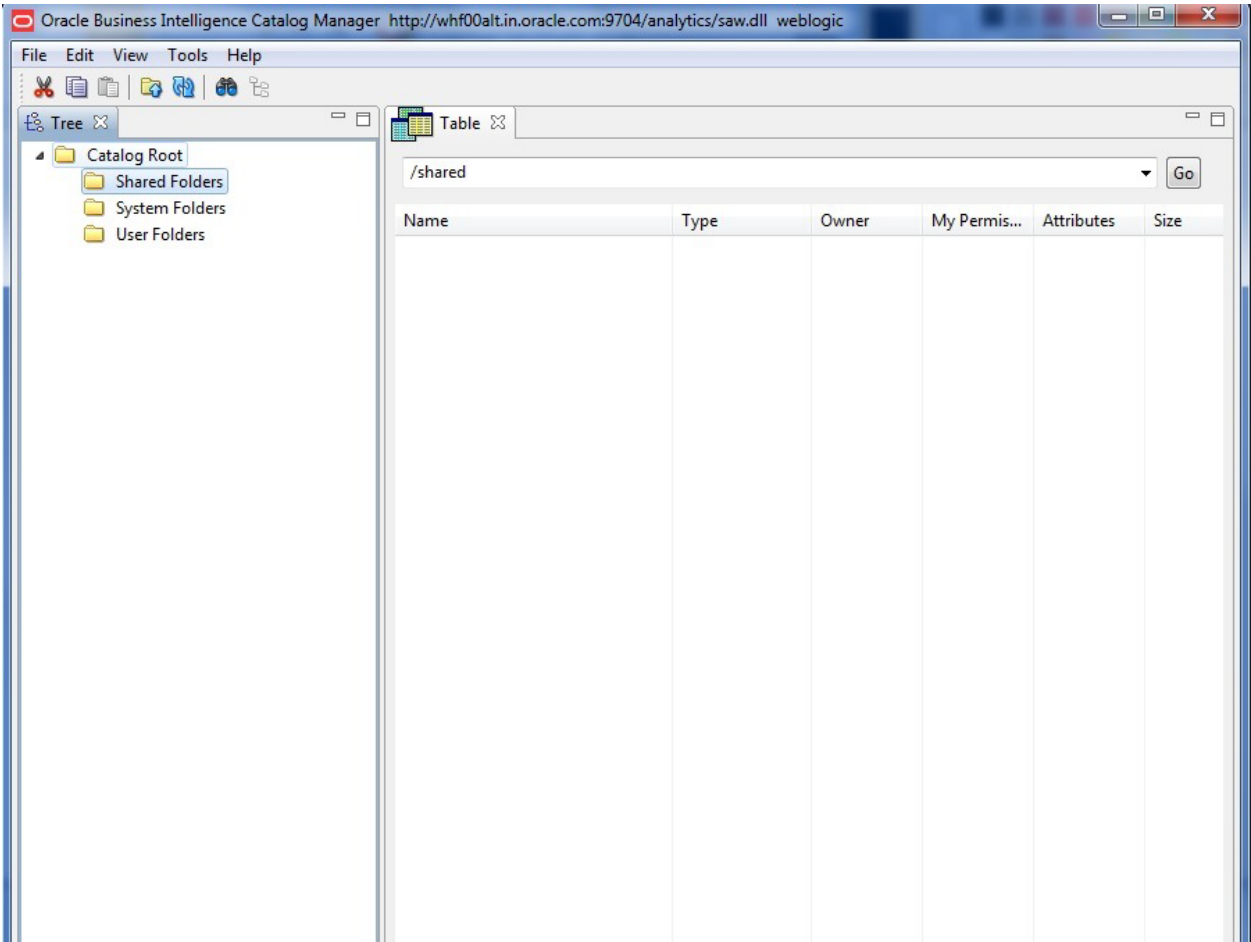 Oracle Business Intelligence Catalog Manager http://whf00alt.in.oracle.com:9704/analytics/saw.dll weblogic
File Edit View Tools Help
Tree
Catalog Root
Shared Folders
System Folders
User Folders
Table
/shared
Go
Name Type Owner My Permis... Attributes Size